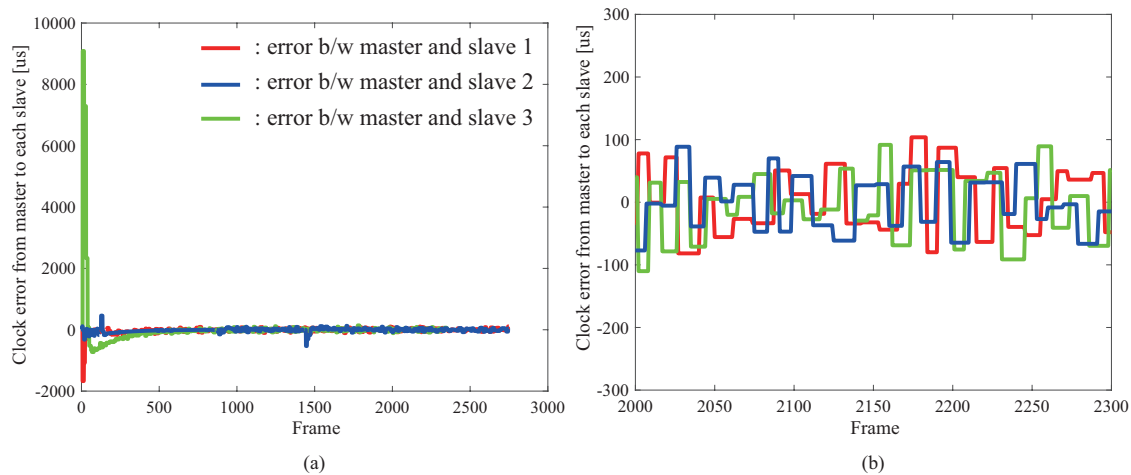 10000
8000
6000
4000
2000
0
-2000
Clock error from master to each slave [us]
: error b/w master and slave 1
: error b/w master and slave 2
: error b/w master and slave 3
0 500 1000 1500 2000 2500 3000
Frame
(a)
300
200
100
0
-100
-200
-300
Clock error from master to each slave [us]
2000 2050 2100 2150 2200 2250 2300
Frame
(b)